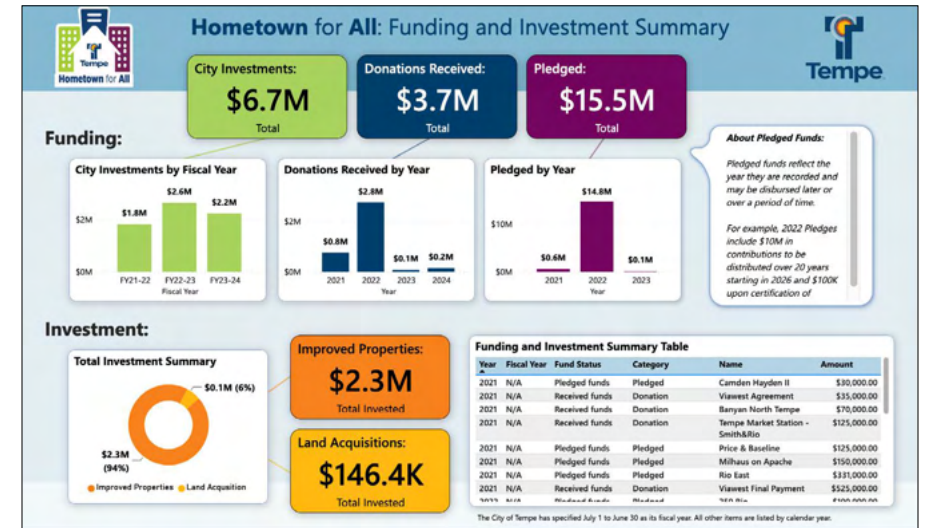 Hometown for All: Funding and Investment Summary
Tempe
Hometown for All
Tempe
City Investments:
$6.7M
Total
Donations Received:
$3.7M
Total
Pledged:
$15.5M
Total
Funding:
City Investments by Fiscal Year
$2M
$0M
$1.8M
$2.6M
$2.2M
FY21-22 FY22-23 FY23-24
Fiscal Year
Donations Received by Year
$2M
$0M
$0.8M
$2.8M
$0.1M
$0.2M
2021 2022 2023 2024
Year
Pledged by Year
$10M
$0M
$0.6M
$14.8M
$0.1M
2021 2022 2023
Year
About Pledged Funds:
Pledged funds reflect the
year they are recorded and
may be disbursed later or
over a period of time.
For example, 2022 Pledges
include $10M in
contributions to be
distributed over 20 years
starting in 2026 and $100K
upon certification of
Investment:
Total Investment Summary
$0.1M (6%)
$2.3M
(94%)
Improved Properties Land Acqusition
Improved Properties:
$2.3M
Total Invested
Land Acquisitions:
$146.4K
Total Invested
Funding and Investment Summary Table
Year Fiscal Year Fund Status Category Name Amount
2021 N/A Pledged funds Pledged Camden Hayden II $30,000.00
2021 N/A Received funds Donation Viawest Agreement $35,000.00
2021 N/A Received funds Donation Banyan North Tempe $70,000.00
2021 N/A Received funds Donation Tempe Market Station - $125,000.00
Smith&Rio
2021 N/A Pledged funds Pledged Price & Baseline $125,000.00
2021 N/A Pledged funds Pledged Milhaus on Apache $150,000.00
2021 N/A Pledged funds Pledged Rio East $331,000.00
2021 N/A Received funds Donation Viawest Final Payment $525,000.00
The City of Tempe has specified July 1 to June 30 as its fiscal year. All other items are listed by calendar year.